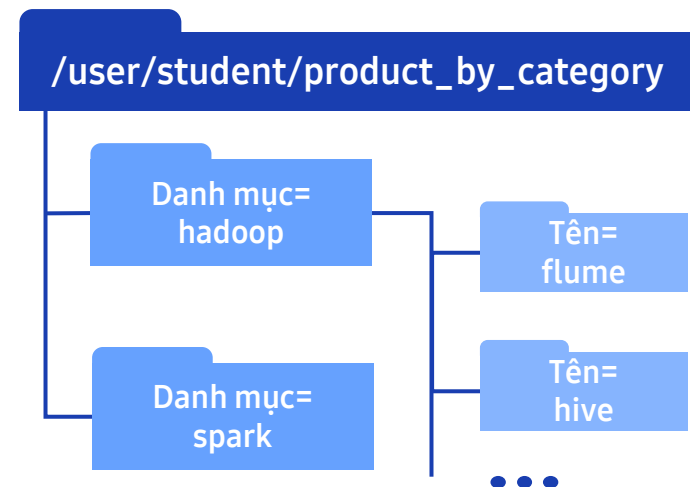 /user/student/product_by_category
Danh mục=
hadoop
Tên=
flume
Tên=
hive
Danh mục=
spark